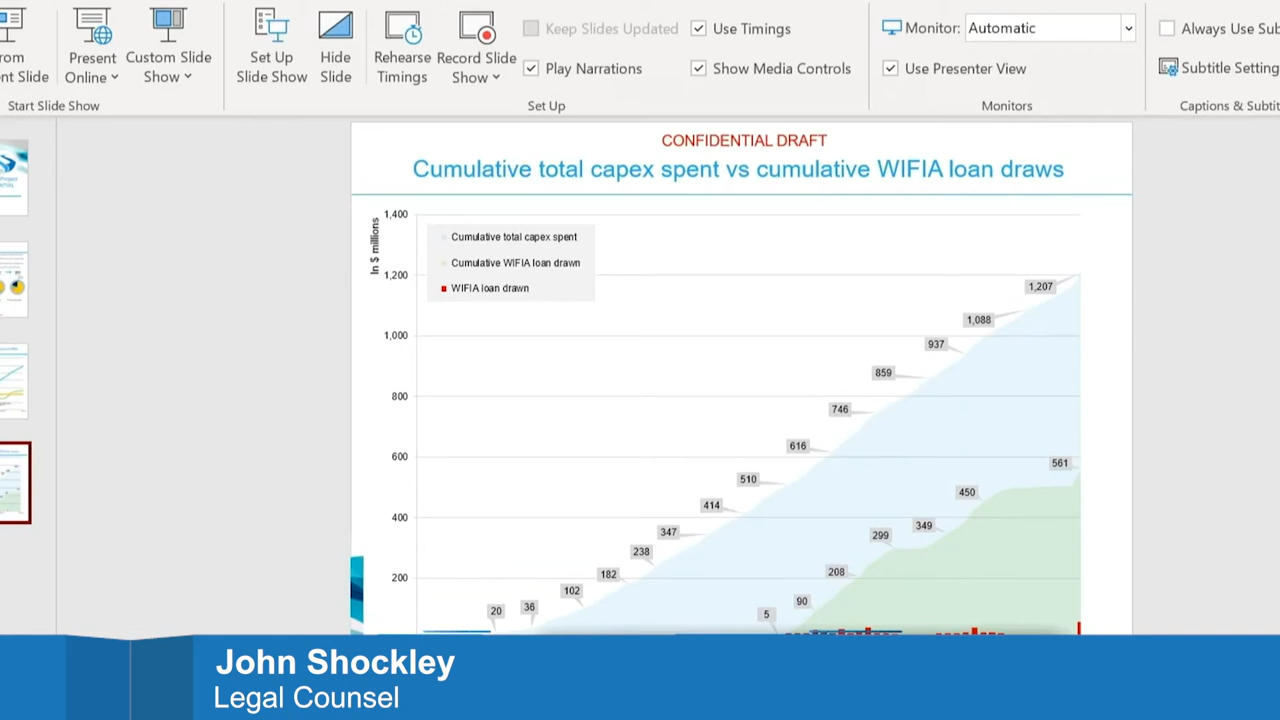 Present
Online
Custom Slide
Show
Set Up
Slide Show
Hide
Slide
Rehearse
Timings
Record Slide
Show
Keep Slides Updated
Use Timings
Play Narrations
Show Media Controls
Monitor: Automatic
Use Presenter View
Always Use Sub
Subtitle Setting
rom
nt Slide
Start Slide Show
Set Up
Monitors
Captions & Subtit
CONFIDENTIAL DRAFT
Cumulative total capex spent vs cumulative WIFIA loan draws
In $ millions
1,400
1,200
1,000
800
600
400
200
Cumulative total capex spent
Cumulative WIFIA loan drawn
WIFIA loan drawn
20
36
102
182
238
347
414
510
616
746
859
937
1,088
1,207
5
90
208
299
349
450
561
John Shockley
Legal Counsel